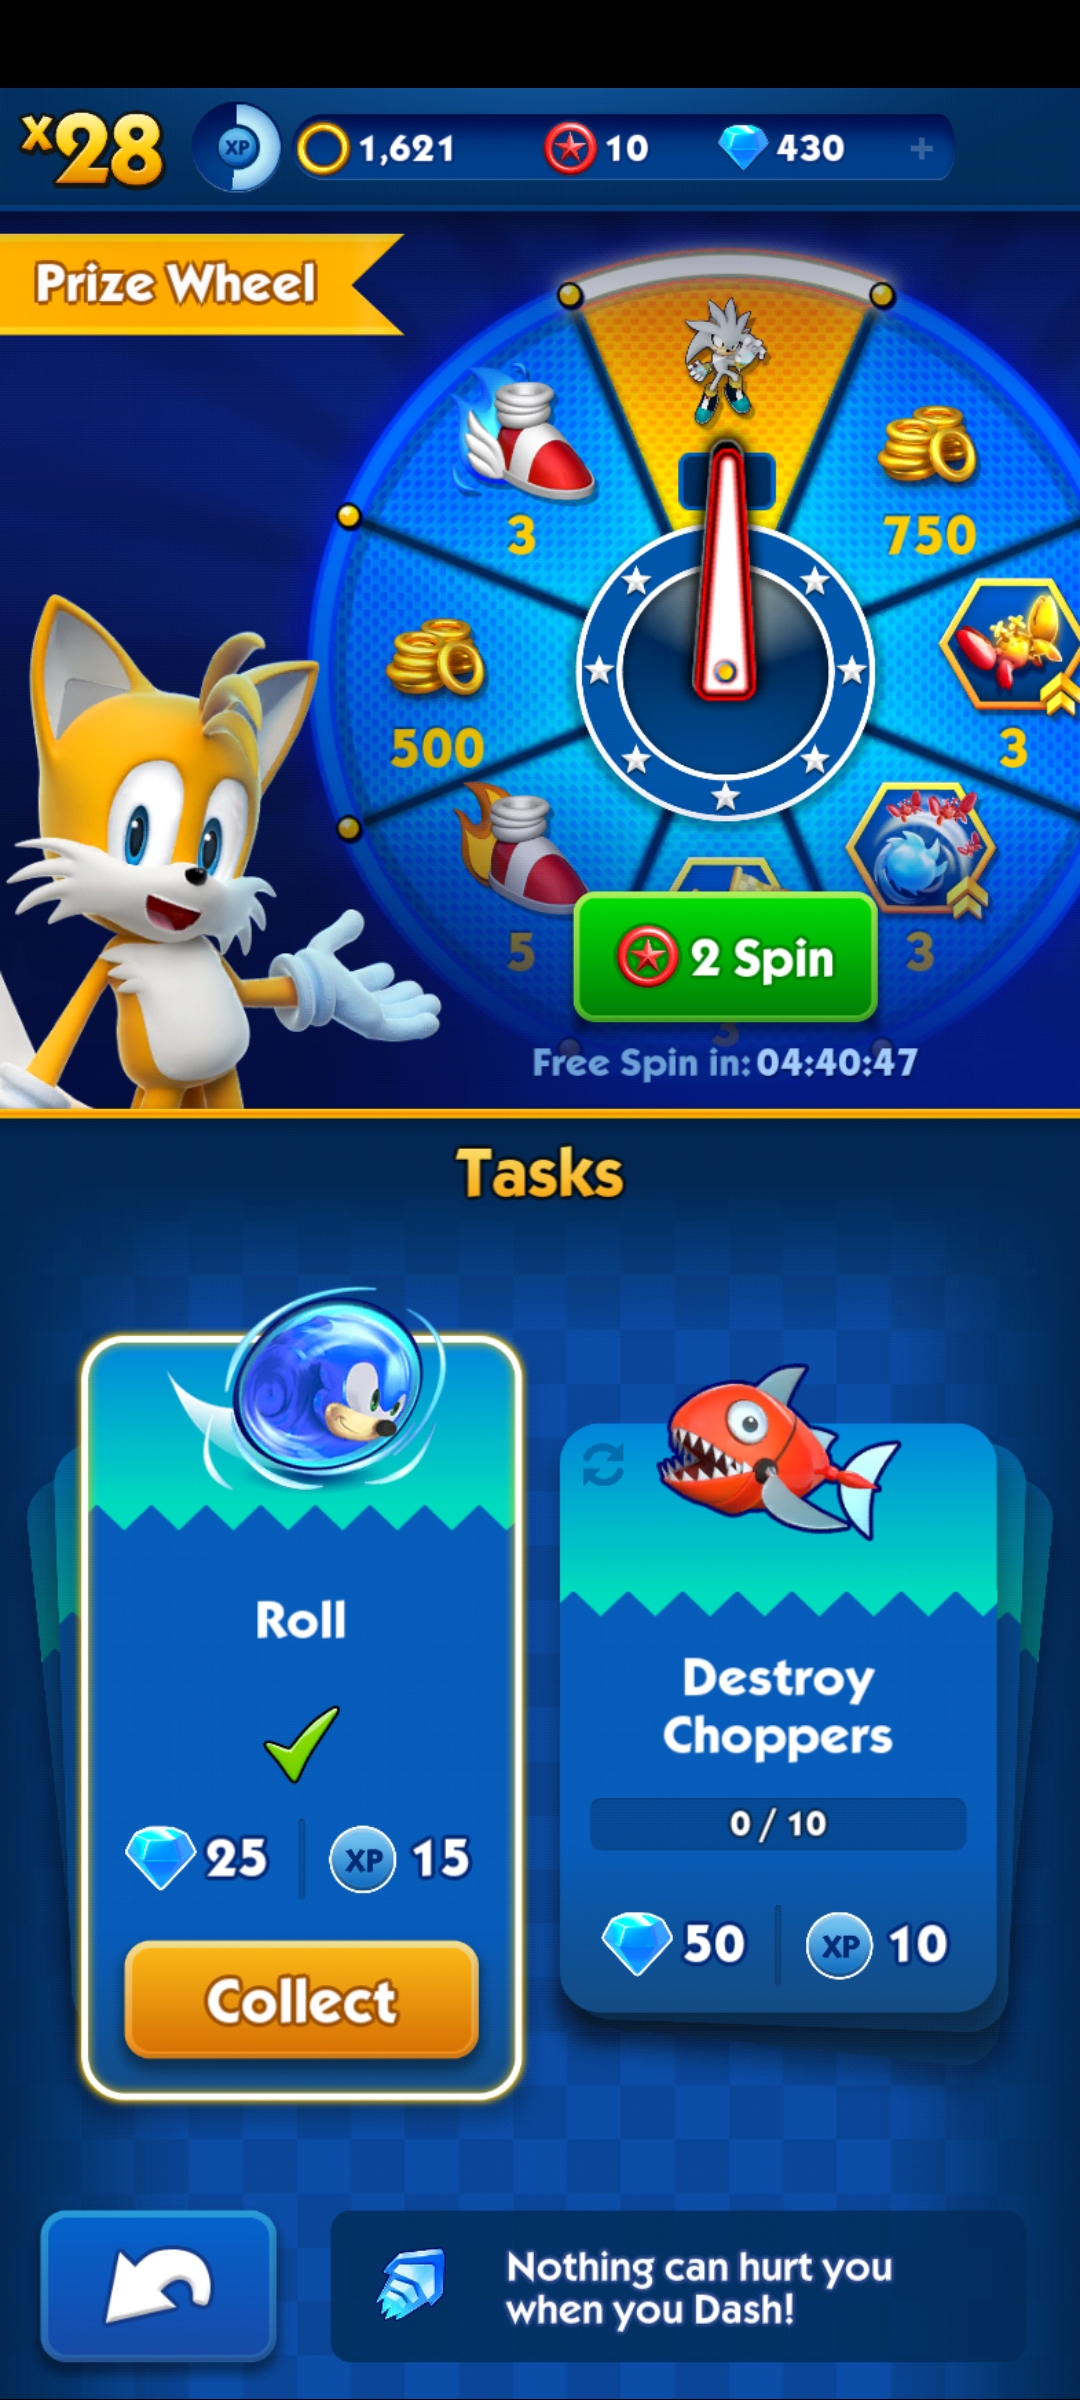 x28
XP
1,621
10
430
+
Prize Wheel
3
750
500
3
5
3
2 Spin
3
Free Spin in: 04:40:47
Tasks
Roll
25
XP
15
Collect
Destroy
Choppers
0 / 10
50
XP
10
Nothing can hurt you
when you Dash!